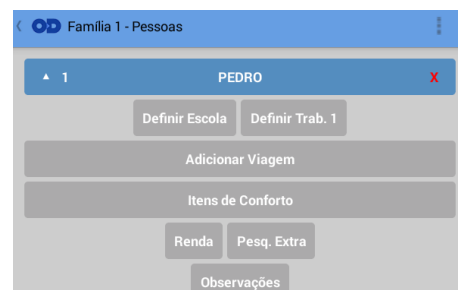 OD Família 1 - Pessoas
1 PEDRO X
Definir Escola Definir Trab. 1
Adicionar Viagem
Itens de Conforto
Renda Pesq. Extra
Observações